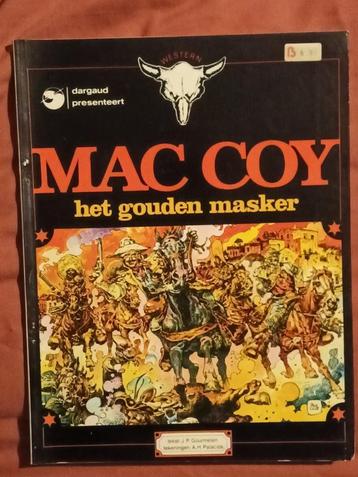 WESTERN
dargaud
presenteert
MAC COY
het gouden masker
tekst J. P. Gourmelen
tekeningen A. H. Palacios